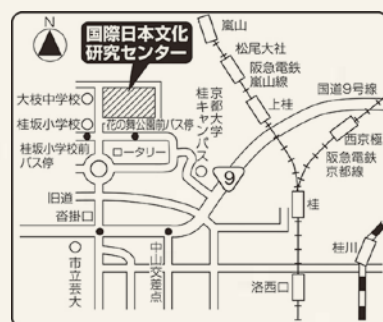 N
国際日本文化
研究センター
嵐山
松尾大社
阪急電鉄
嵐山線
上桂
国道9号線
大枝中学校
桂坂小学校
花の舞公園前バス停
京都大学
桂キャンパス
西京極
桂坂小学校前
バス停
ロータリー
阪急電鉄
京都線
9
旧道
沓掛口
桂
桂川
市立芸大
中山交差点
洛西口